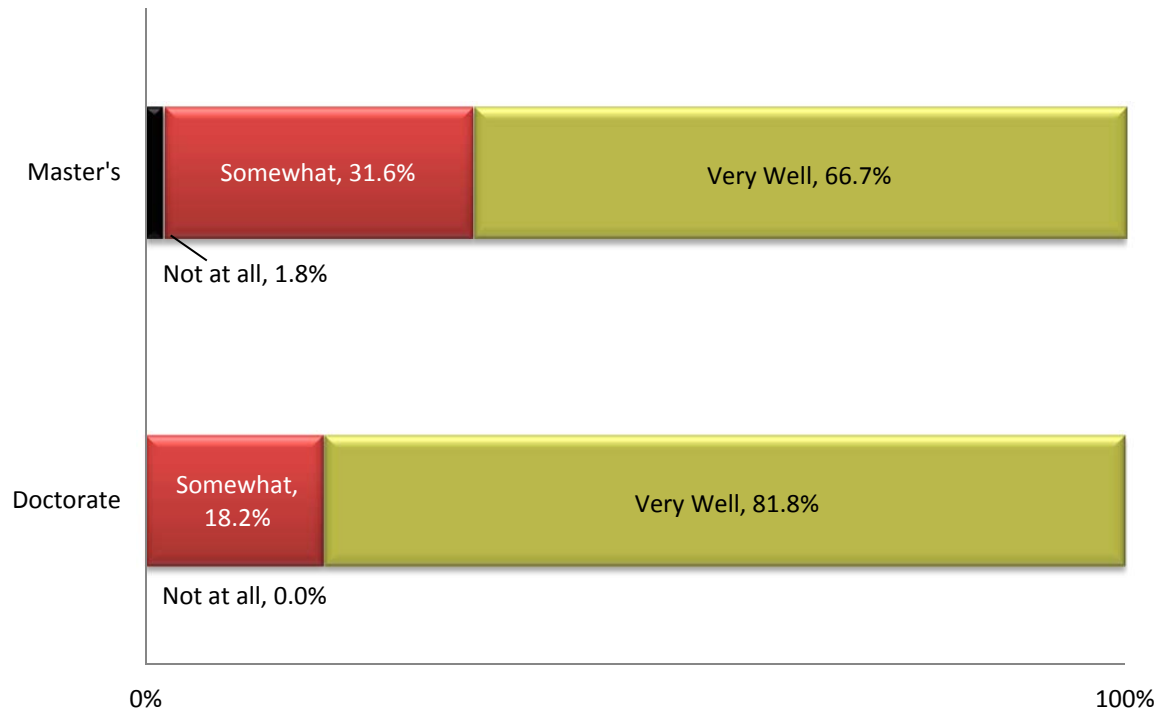 Master's
Somewhat, 31.6%
Very Well, 66.7%
Not at all, 1.8%
Doctorate
Somewhat,
18.2%
Very Well, 81.8%
Not at all, 0.0%
0%
100%